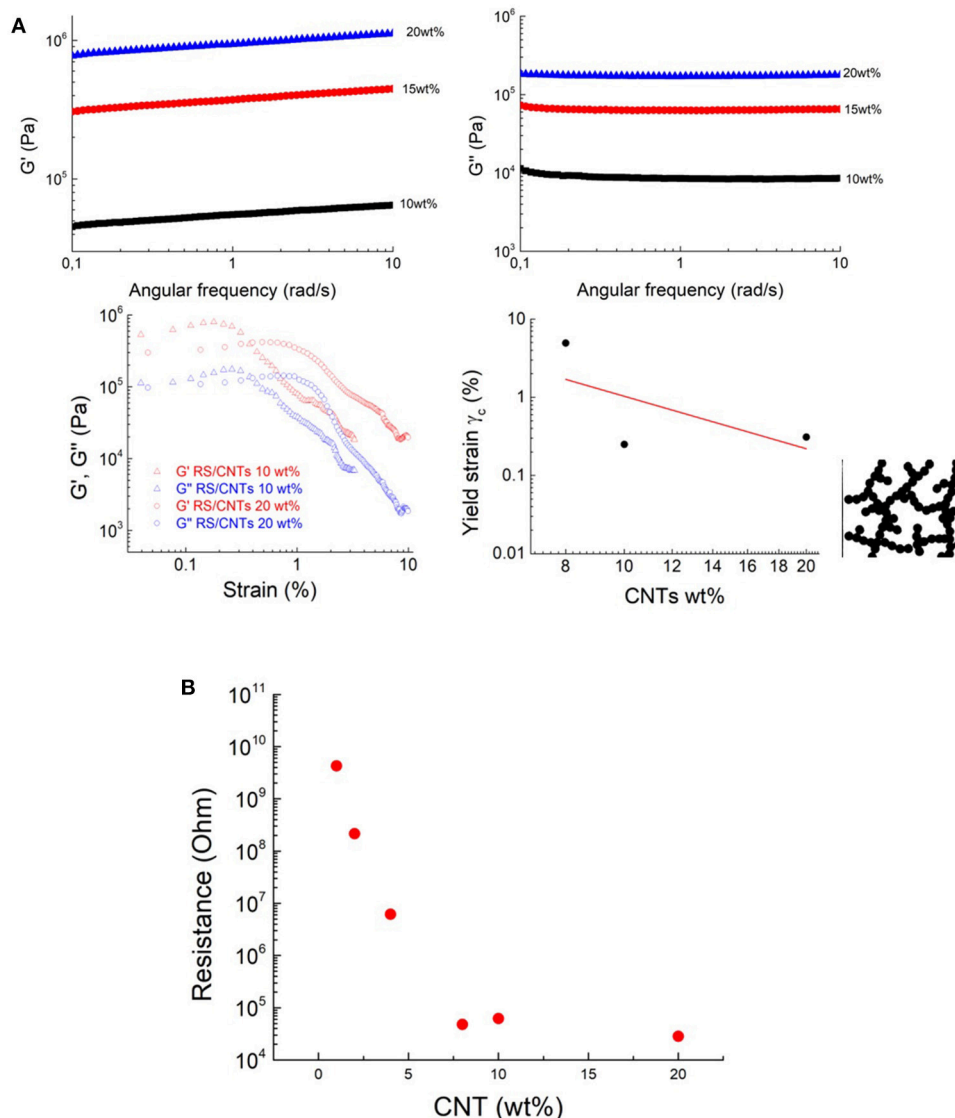 A
10⁶
10⁵
G' (Pa)
20wt%
15wt%
10wt%
0,1
1
10
Angular frequency (rad/s)
10⁶
10⁵
10⁴
10³
G'' (Pa)
20wt%
15wt%
10wt%
0,1
1
10
Angular frequency (rad/s)
10⁶
10⁵
10⁴
10³
G', G'' (Pa)
G' RS/CNTs 10 wt%
G'' RS/CNTs 10 wt%
G' RS/CNTs 20 wt%
G'' RS/CNTs 20 wt%
0.1
1
10
Strain (%)
10
1
0.1
0.01
Yield strain γc (%)
8
10
12
14
16
18
20
CNTs wt%
B
10¹¹
10¹⁰
10⁹
10⁸
10⁷
10⁶
10⁵
10⁴
Resistance (Ohm)
0
5
10
15
20
CNT (wt%)